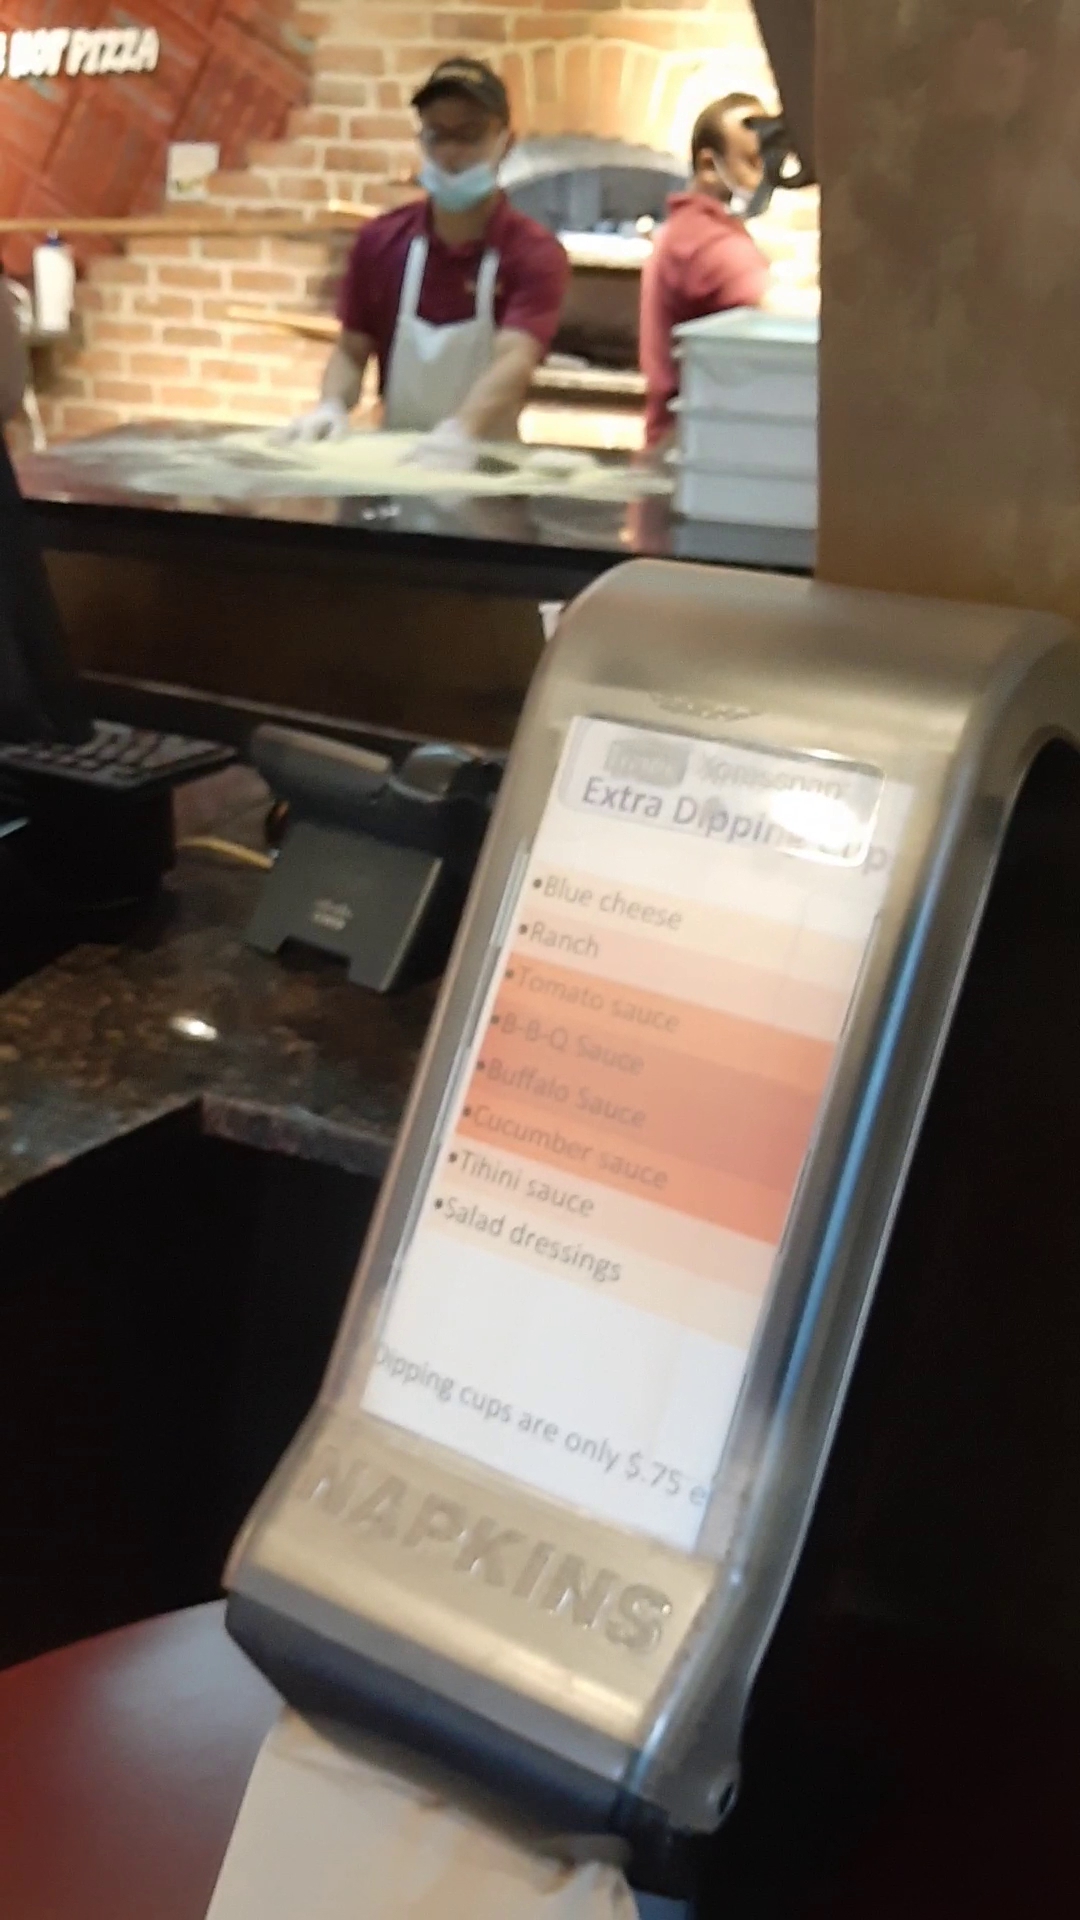 HOT PIZZA
Extra Dipping Cup
•Blue cheese
•Ranch
•Tomato sauce
•B-B-Q Sauce
•Buffalo Sauce
•Cucumber sauce
•Tihini sauce
•Salad dressings
Dipping cups are only $.75 e
NAPKINS